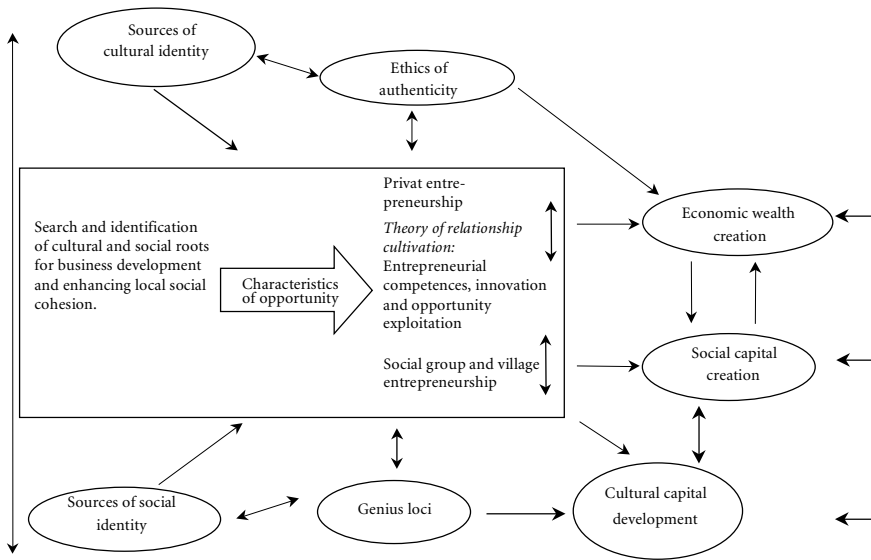 Sources of
cultural identity
Ethics of
authenticity
Privat entre-
preneurship
Search and identification
of cultural and social roots
for business development
and enhancing local social
cohesion.
Characteristics
of opportunity
Theory of relationship
cultivation:
Entrepreneurial
competences, innovation
and opportunity
exploitation
Social group and village
entrepreneurship
Economic wealth
creation
Social capital
creation
Sources of social
identity
Genius loci
Cultural capital
development